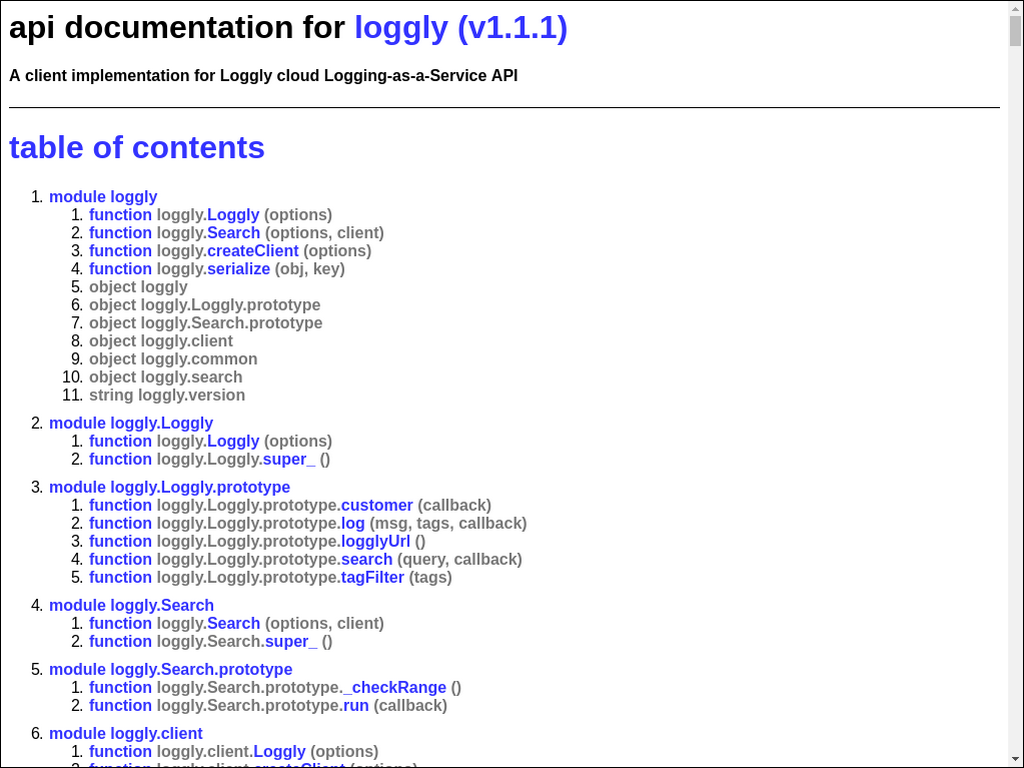 api documentation for loggly (v1.1.1)
A client implementation for Loggly cloud Logging-as-a-Service API
table of contents
1. module loggly
1. function loggly.Loggly (options)
2. function loggly.Search (options, client)
3. function loggly.createClient (options)
4. function loggly.serialize (obj, key)
5. object loggly
6. object loggly.Loggly.prototype
7. object loggly.Search.prototype
8. object loggly.client
9. object loggly.common
10. object loggly.search
11. string loggly.version
2. module loggly.Loggly
1. function loggly.Loggly (options)
2. function loggly.Loggly.super_ ()
3. module loggly.Loggly.prototype
1. function loggly.Loggly.prototype.customer (callback)
2. function loggly.Loggly.prototype.log (msg, tags, callback)
3. function loggly.Loggly.prototype.logglyUrl ()
4. function loggly.Loggly.prototype.search (query, callback)
5. function loggly.Loggly.prototype.tagFilter (tags)
4. module loggly.Search
1. function loggly.Search (options, client)
2. function loggly.Search.super_ ()
5. module loggly.Search.prototype
1. function loggly.Search.prototype._checkRange ()
2. function loggly.Search.prototype.run (callback)
6. module loggly.client
1. function loggly.client.Loggly (options)
2. function loggly.client.createClient (options)